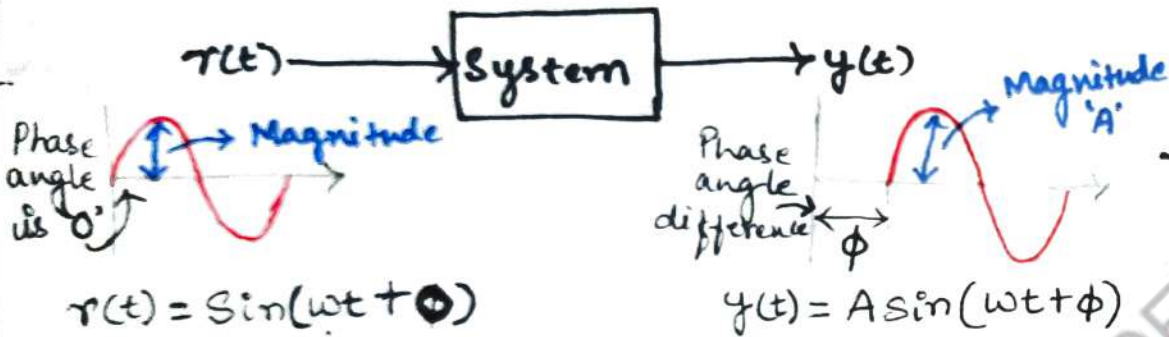 r(t) System y(t)
Phase angle is '0'
Magnitude
Phase angle difference
ϕ
Magnitude 'A'
r(t) = Sin(ωt + 0)
y(t) = A sin(ωt + ϕ)